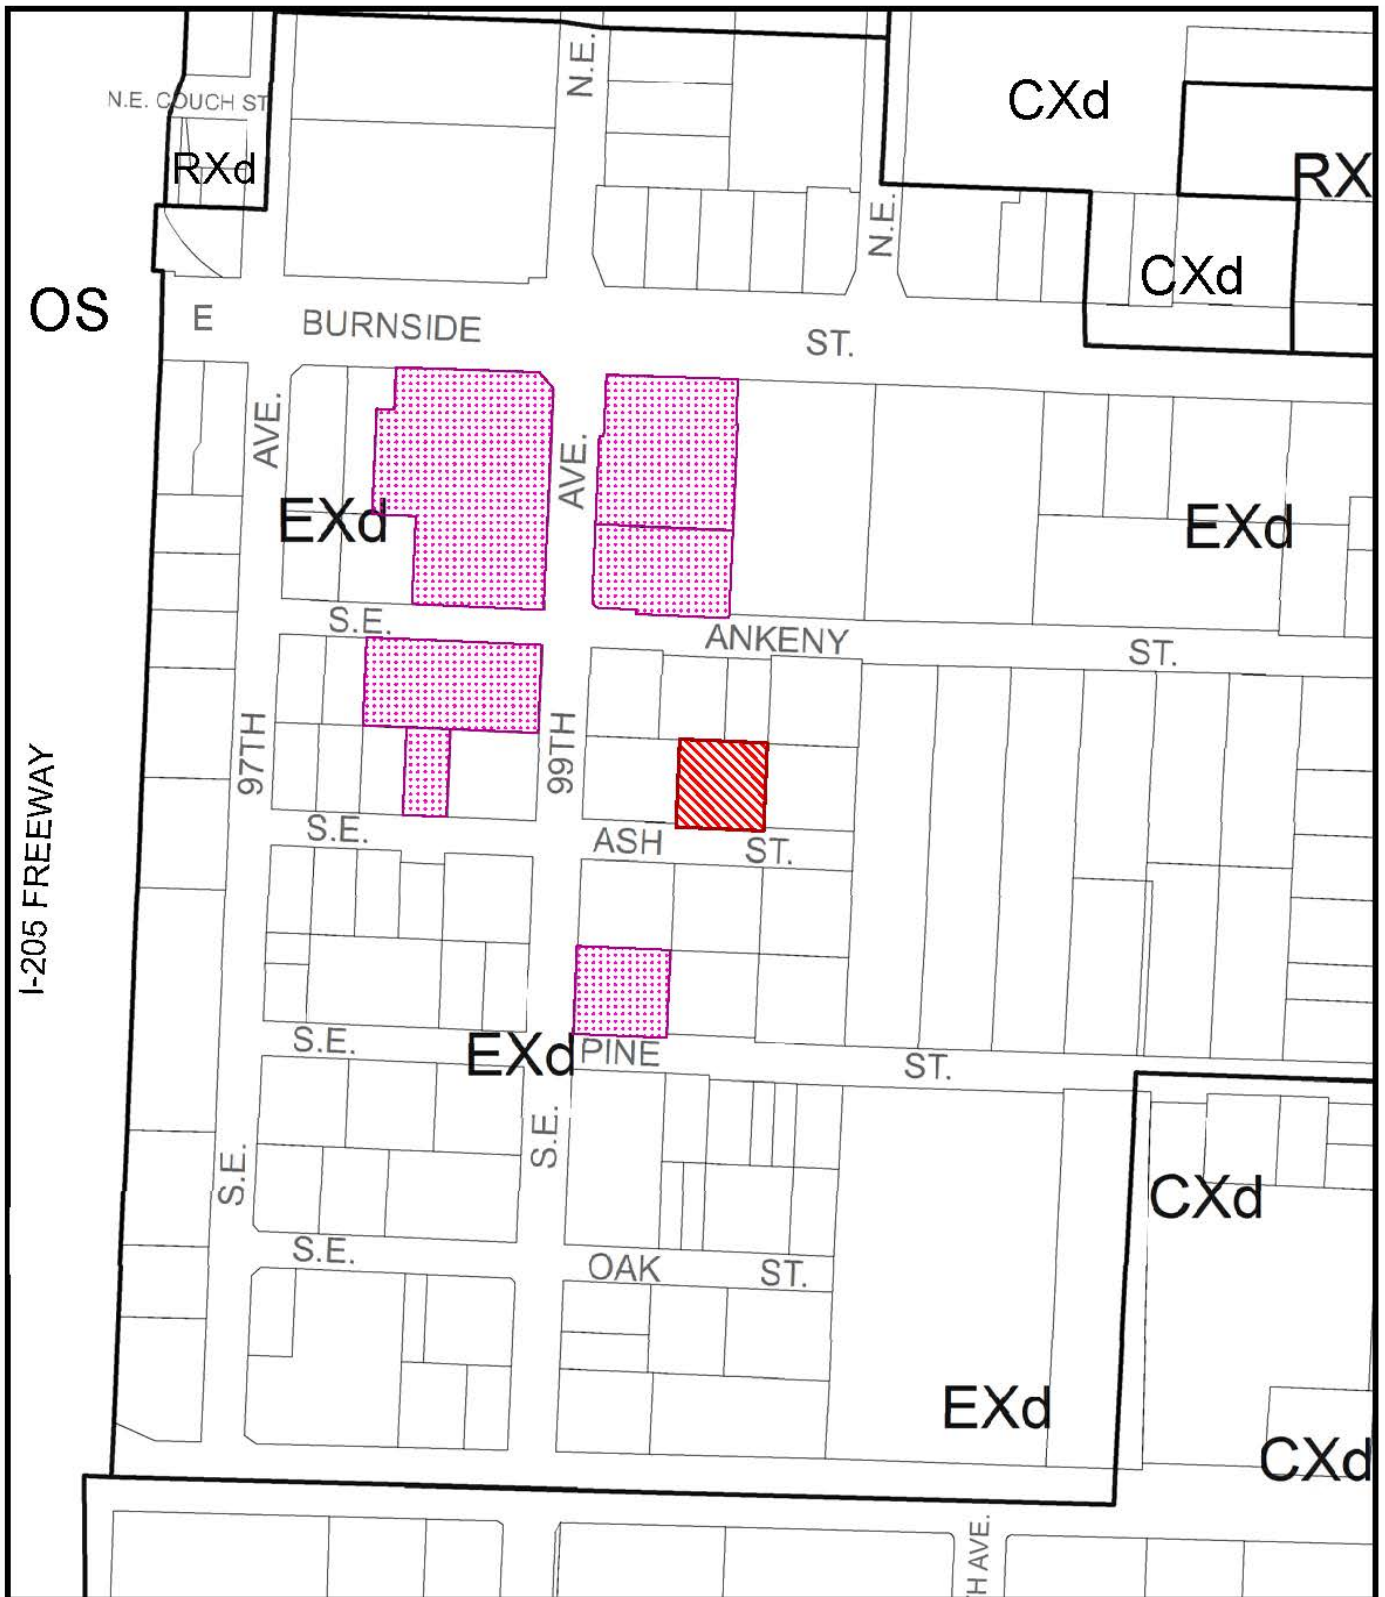 N.E.
CXd
N.E. COUCH ST
RXd
RX
N.E.
CXd
OS
E BURNSIDE ST.
AVE.
AVE.
EXd
EXd
S.E. ANKENY ST.
97TH
99TH
I-205 FREEWAY
S.E. ASH ST.
S.E. PINE ST.
EXd
S.E.
S.E.
CXd
S.E. OAK ST.
EXd
CXd
H AVE.